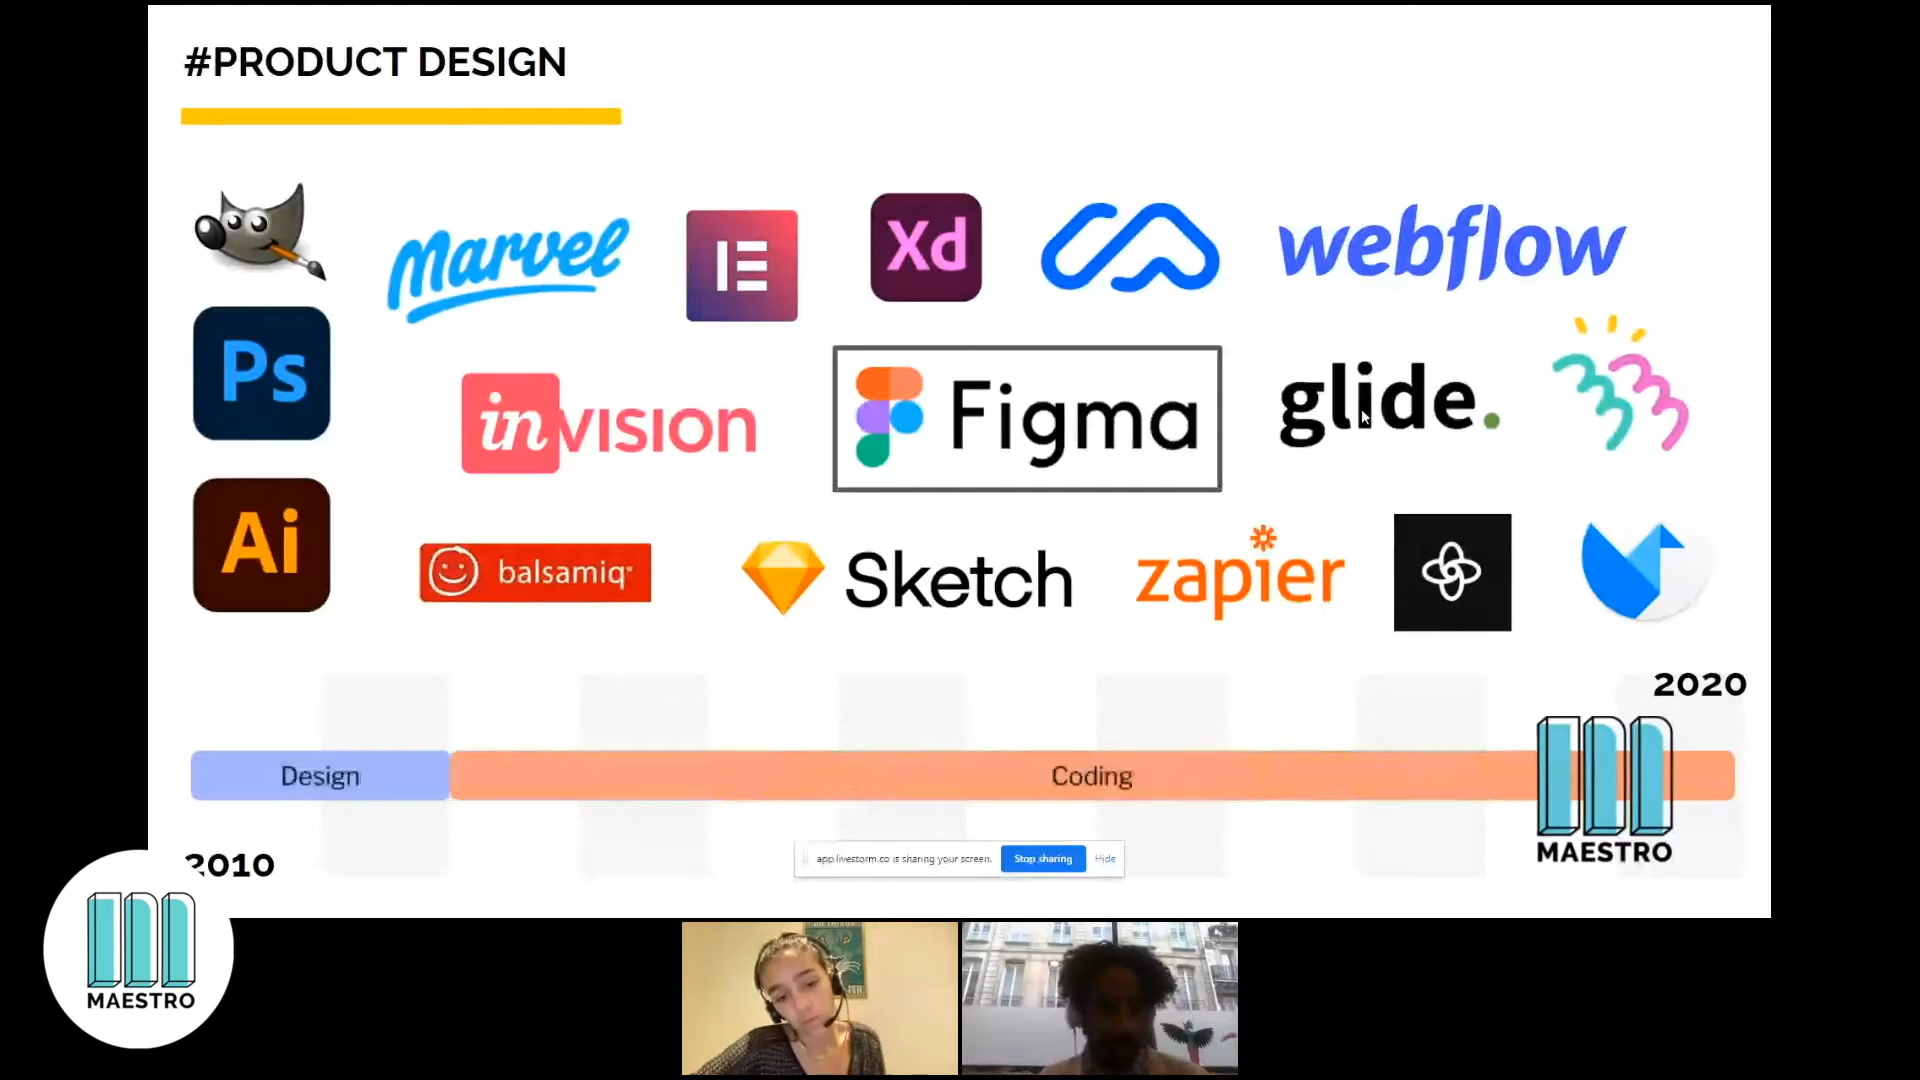 #PRODUCT DESIGN
Marvel
Xd
webflow
Ps
invision
Figma
glide.
Ai
balsamiq
Sketch
zapier
2020
Design
Coding
MAESTRO
2010
app.livestorm.co is sharing your screen.
Stop sharing
Hide
MAESTRO